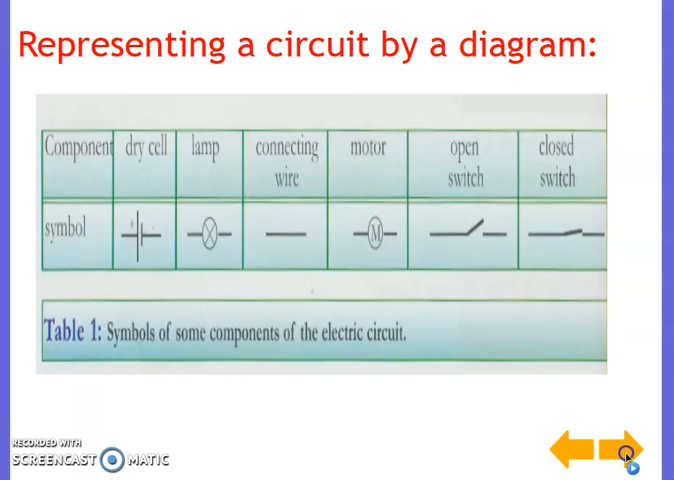 Representing a circuit by a diagram:
Component dry cell lamp connecting wire motor open switch closed switch
symbol + - M
Table 1: Symbols of some components of the electric circuit.
RECORDED WITH
SCREENCAST MATIC